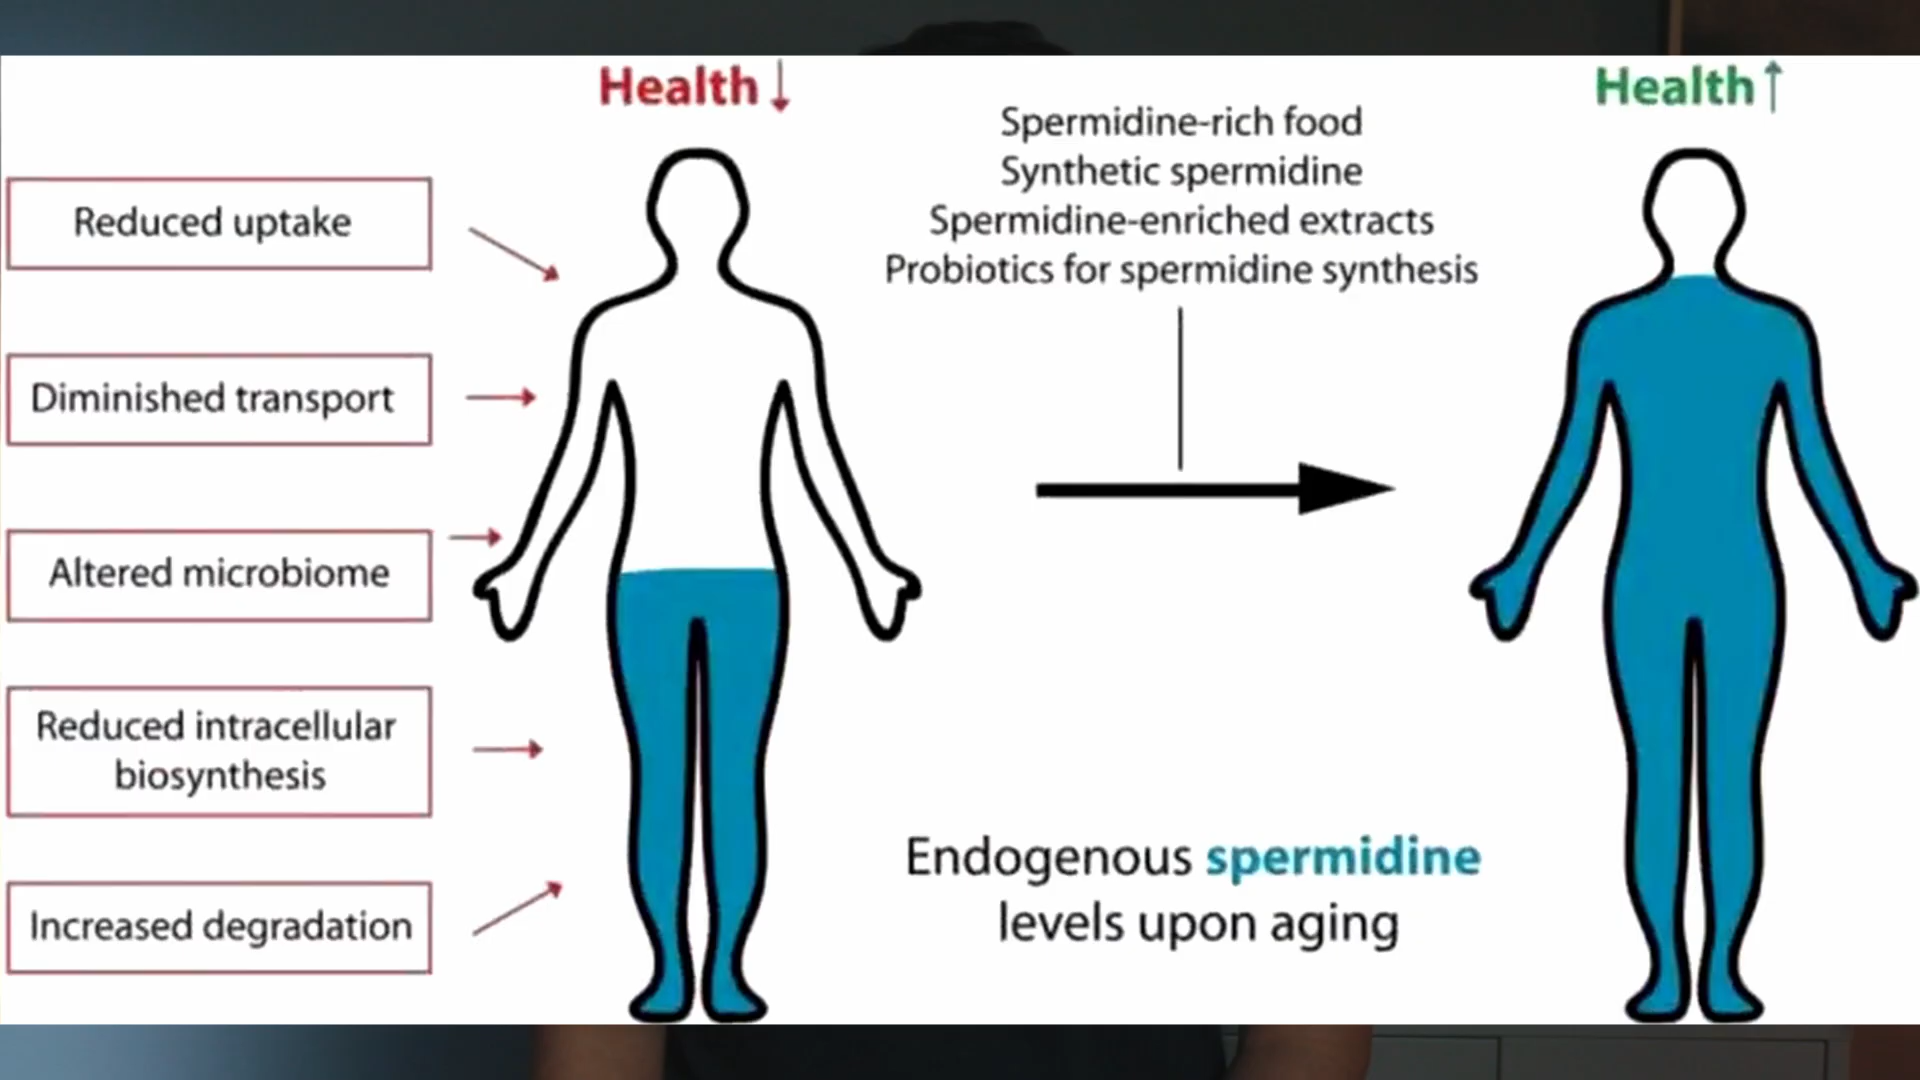 Health↓
Health↑
Spermidine-rich food
Synthetic spermidine
Spermidine-enriched extracts
Probiotics for spermidine synthesis
Reduced uptake
Diminished transport
Altered microbiome
Reduced intracellular
biosynthesis
Increased degradation
Endogenous spermidine
levels upon aging